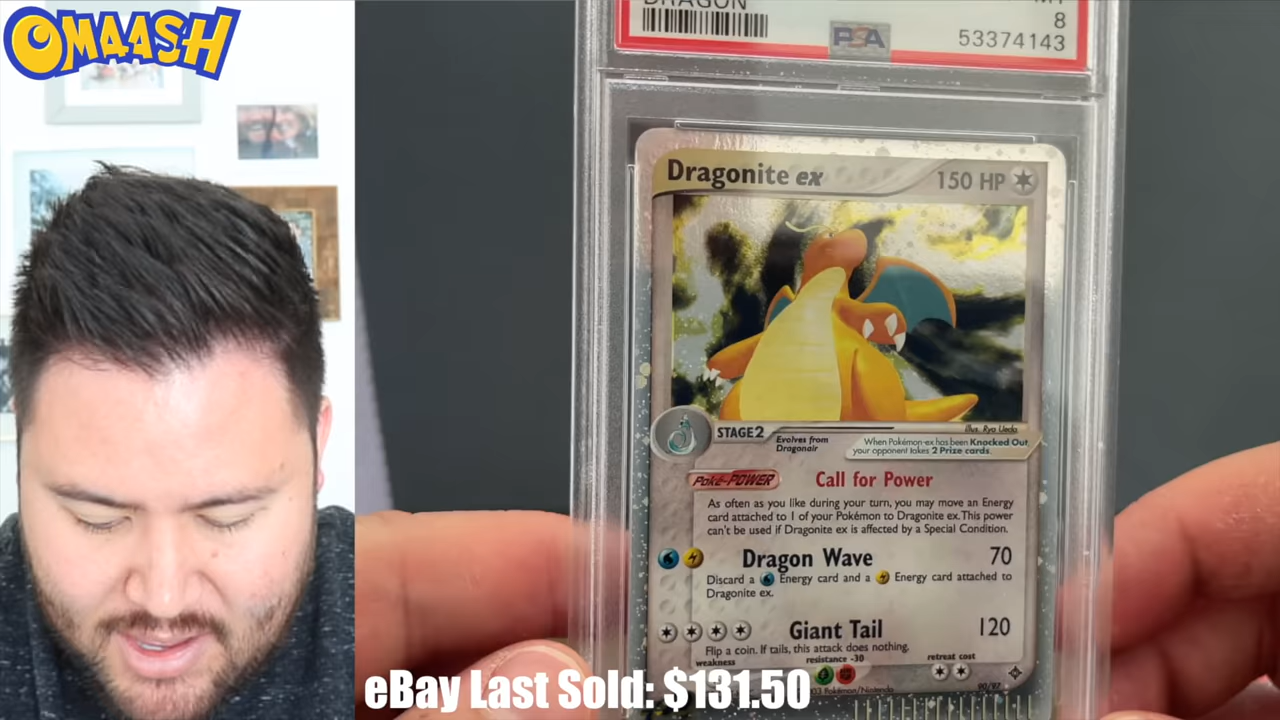 OMAASH
DRAGON
8
PSA
53374143
Dragonite ex
150 HP
illus. Ryo Ueda
STAGE2
Evolves from
Dragonair
When Pokémon-ex has been Knocked Out,
your opponent takes 2 Prize cards.
Poké-POWER
Call for Power
As often as you like during your turn, you may move an Energy
card attached to 1 of your Pokémon to Dragonite ex. This power
can't be used if Dragonite ex is affected by a Special Condition.
Dragon Wave
70
Discard a Energy card and a Energy card attached to
Dragonite ex.
Giant Tail
120
Flip a coin. If tails, this attack does nothing.
weakness
resistance -30
retreat cost
03 Pokémon/Nintendo
90/97
eBay Last Sold: $131.50